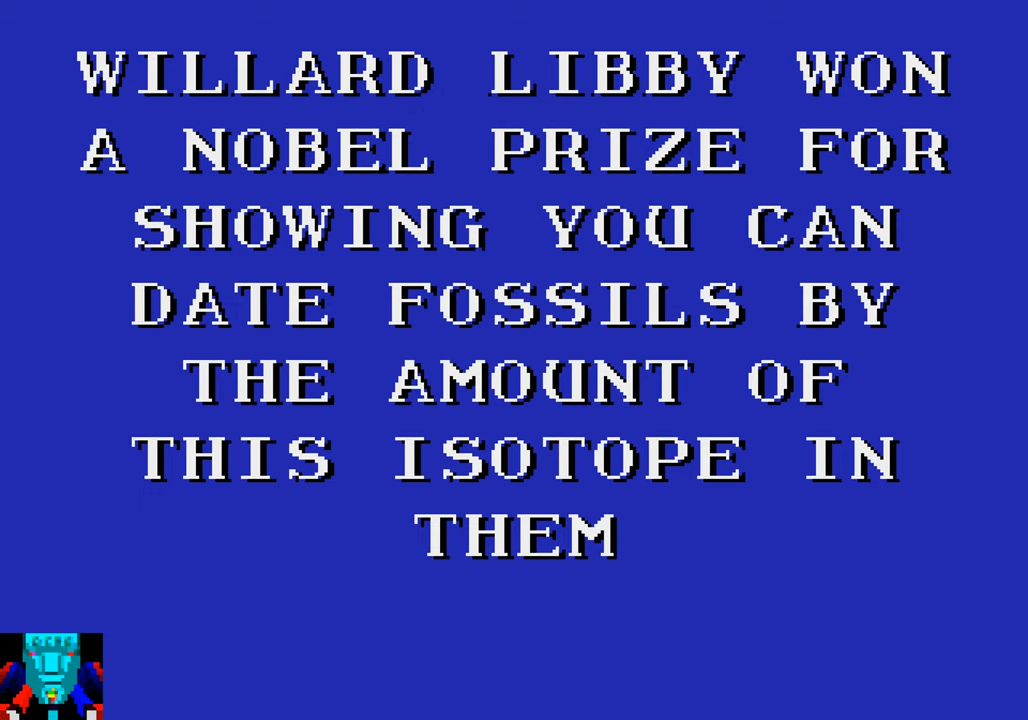 WILLARD LIBBY WON
A NOBEL PRIZE FOR
SHOWING YOU CAN
DATE FOSSILS BY
THE AMOUNT OF
THIS ISOTOPE IN
THEM